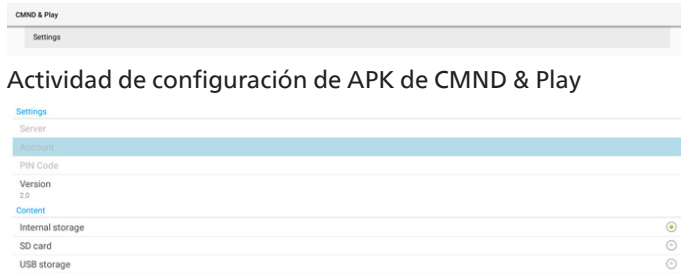 CMND & Play
Settings
Actividad de configuración de APK de CMND & Play
Settings
Server
Account
PIN Code
Version
2.0
Content
Internal storage
SD card
USB storage